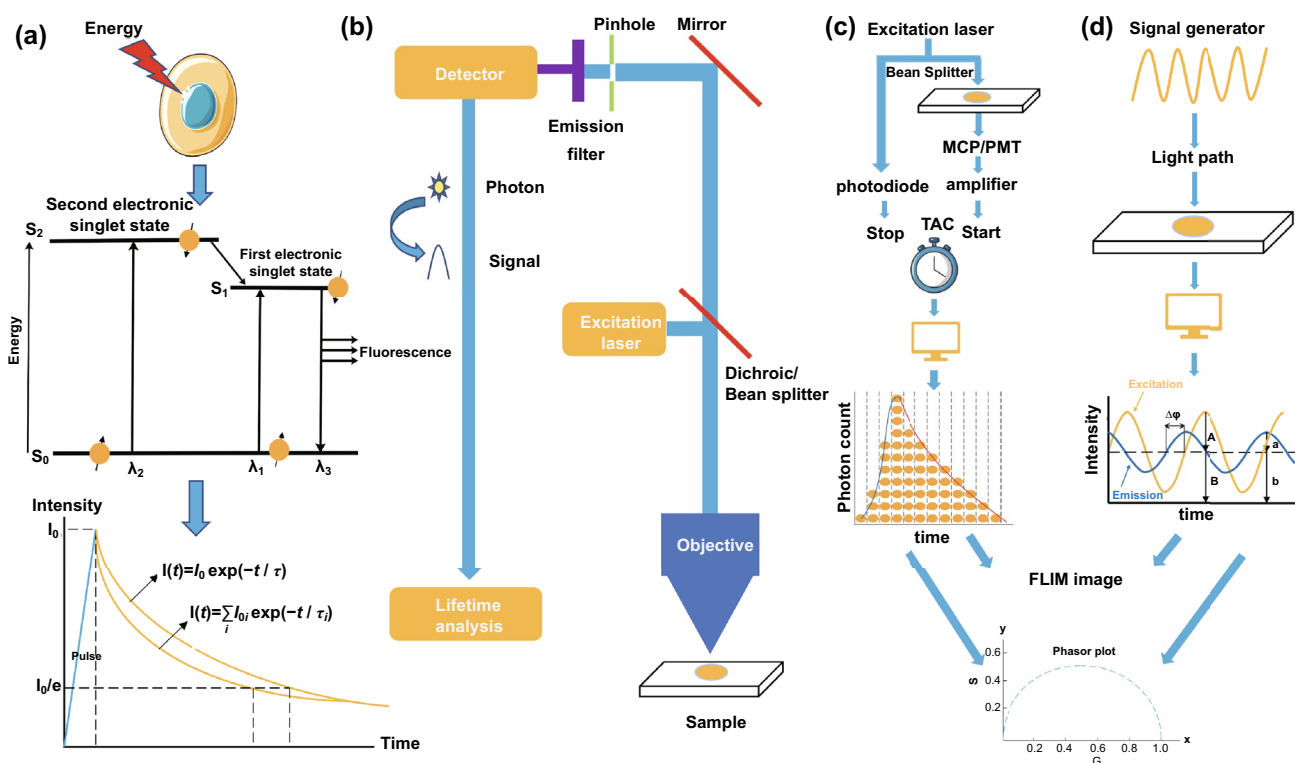 (a)
Energy
Second electronic
singlet state
S2
First electronic
singlet state
S1
Energy
Fluorescence
S0
λ2
λ1
λ3
Intensity
I0
I(t)=I0 exp(−t / τ)
I(t)=∑i I0i exp(−t / τi)
Pulse
I0/e
Time
(b)
Pinhole
Mirror
Detector
Emission
filter
Photon
Signal
Excitation
laser
Dichroic/
Bean splitter
Objective
Lifetime
analysis
Sample
(c)
Excitation laser
Bean Splitter
MCP/PMT
photodiode
amplifier
Stop
TAC
Start
Photon count
time
(d)
Signal generator
Light path
Excitation
Δφ
A
a
Intensity
B
b
Emission
time
FLIM image
y
Phasor plot
0.6
S
0.4
0.2
x
0.2 0.4 0.6 0.8 1.0
G